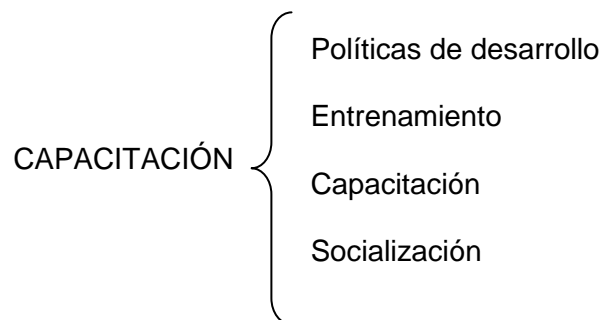 Políticas de desarrollo
Entrenamiento
CAPACITACIÓN
Capacitación
Socialización